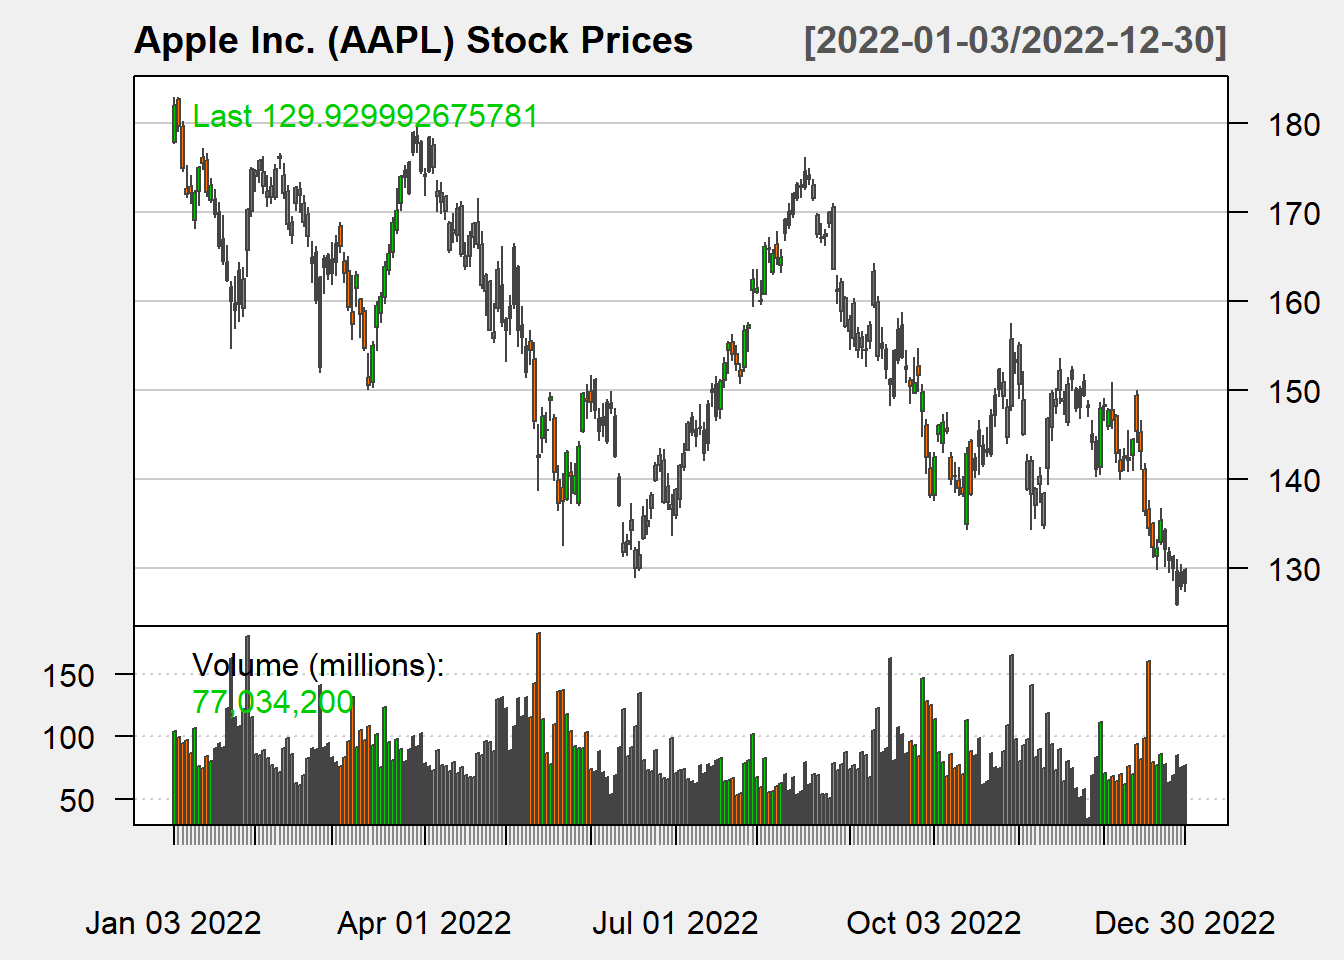 Apple Inc. (AAPL) Stock Prices [2022-01-03/2022-12-30]
Last 129.929992675781
180
170
160
150
140
130
Volume (millions):
77,034,200
150
100
50
Jan 03 2022 Apr 01 2022 Jul 01 2022 Oct 03 2022 Dec 30 2022